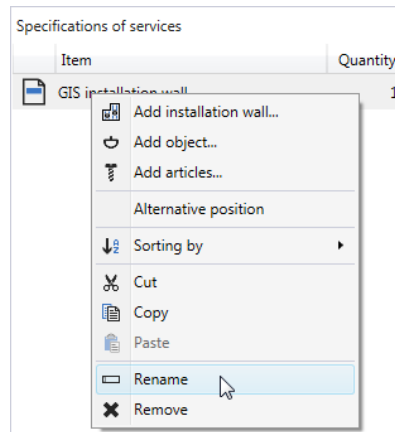 Specifications of services
Item Quantity
GIS installation wall 1
Add installation wall...
Add object...
Add articles...
Alternative position
Sorting by
Cut
Copy
Paste
Rename
Remove